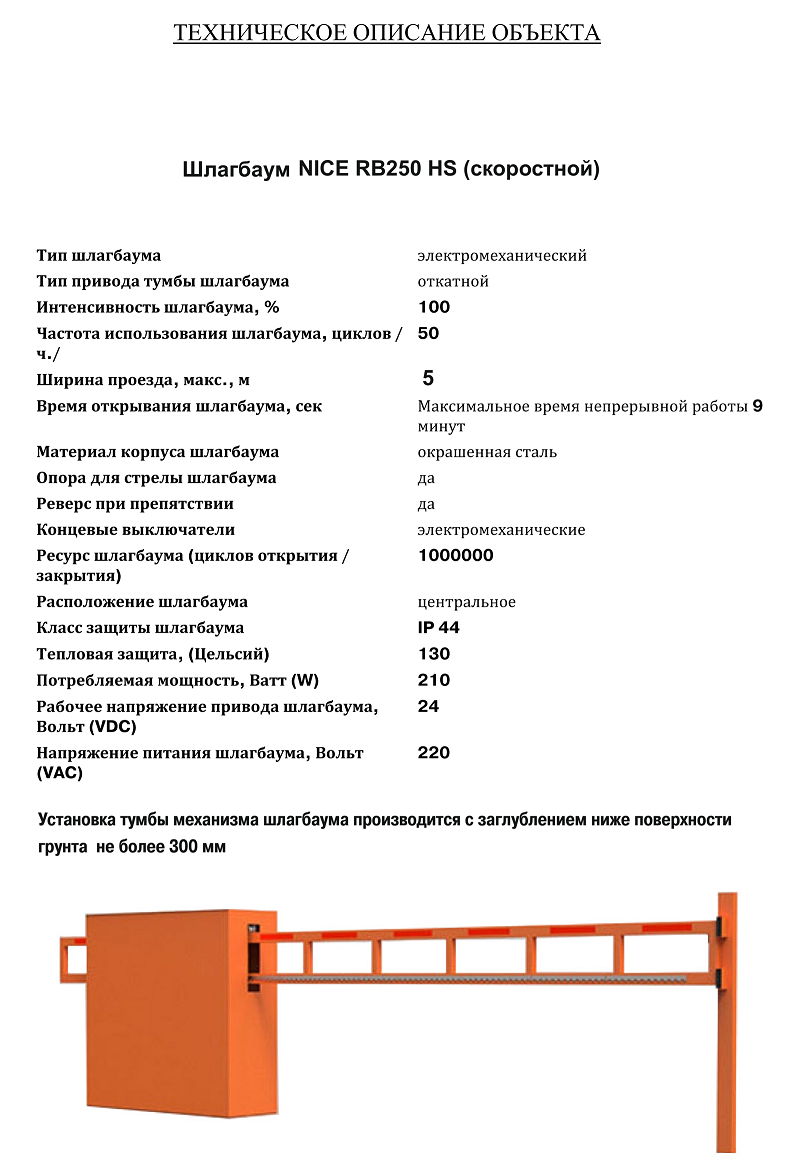 ТЕХНИЧЕСКОЕ ОПИСАНИЕ ОБЪЕКТА
Шлагбаум NICE RB250 HS (скоростной)
Тип шлагбаума электромеханический
Тип привода тумбы шлагбаума откатной
Интенсивность шлагбаума, % 100
Частота использования шлагбаума, циклов / 50
ч./
Ширина проезда, макс., м 5
Время открывания шлагбаума, сек Максимальное время непрерывной работы 9
минут
Материал корпуса шлагбаума окрашенная сталь
Опора для стрелы шлагбаума да
Реверс при препятствии да
Концевые выключатели электромеханические
Ресурс шлагбаума (циклов открытия / 1000000
закрытия)
Расположение шлагбаума центральное
Класс защиты шлагбаума IP 44
Тепловая защита, (Цельсий) 130
Потребляемая мощность, Ватт (W) 210
Рабочее напряжение привода шлагбаума, 24
Вольт (VDC)
Напряжение питания шлагбаума, Вольт 220
(VAC)
Установка тумбы механизма шлагбаума производится с заглублением ниже поверхности
грунта не более 300 мм